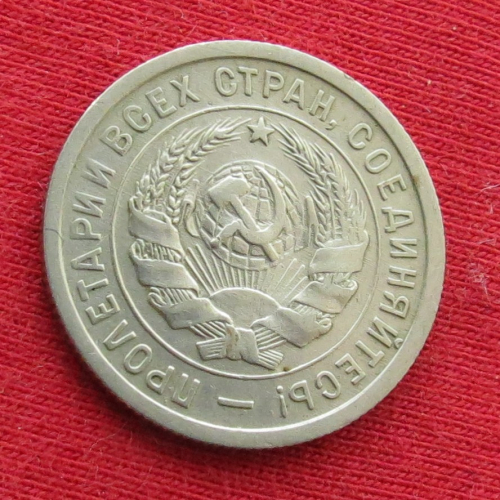 ПРОЛЕТАРИИ ВСЕХ СТРАН, СОЕДИНЯЙТЕСЬ! —